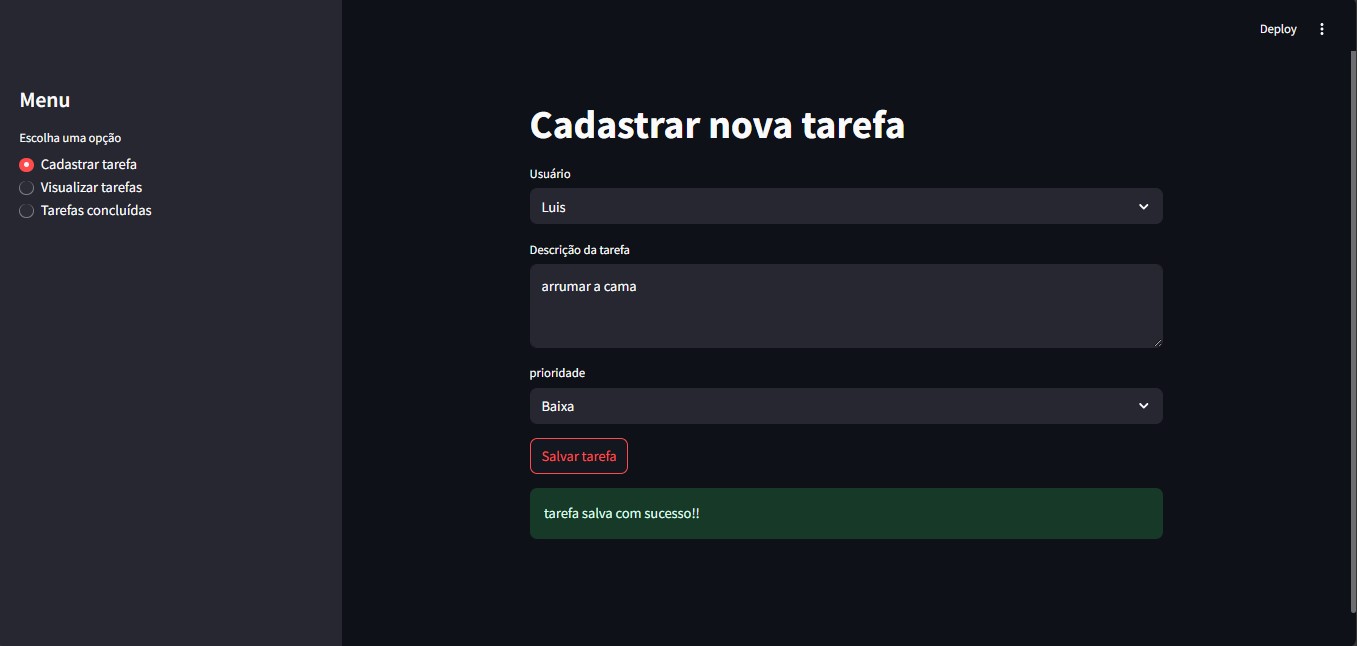 Deploy
Menu
Escolha uma opção
Cadastrar tarefa
Visualizar tarefas
Tarefas concluídas
Cadastrar nova tarefa
Usuário
Luis
Descrição da tarefa
arrumar a cama
prioridade
Baixa
Salvar tarefa
tarefa salva com sucesso!!